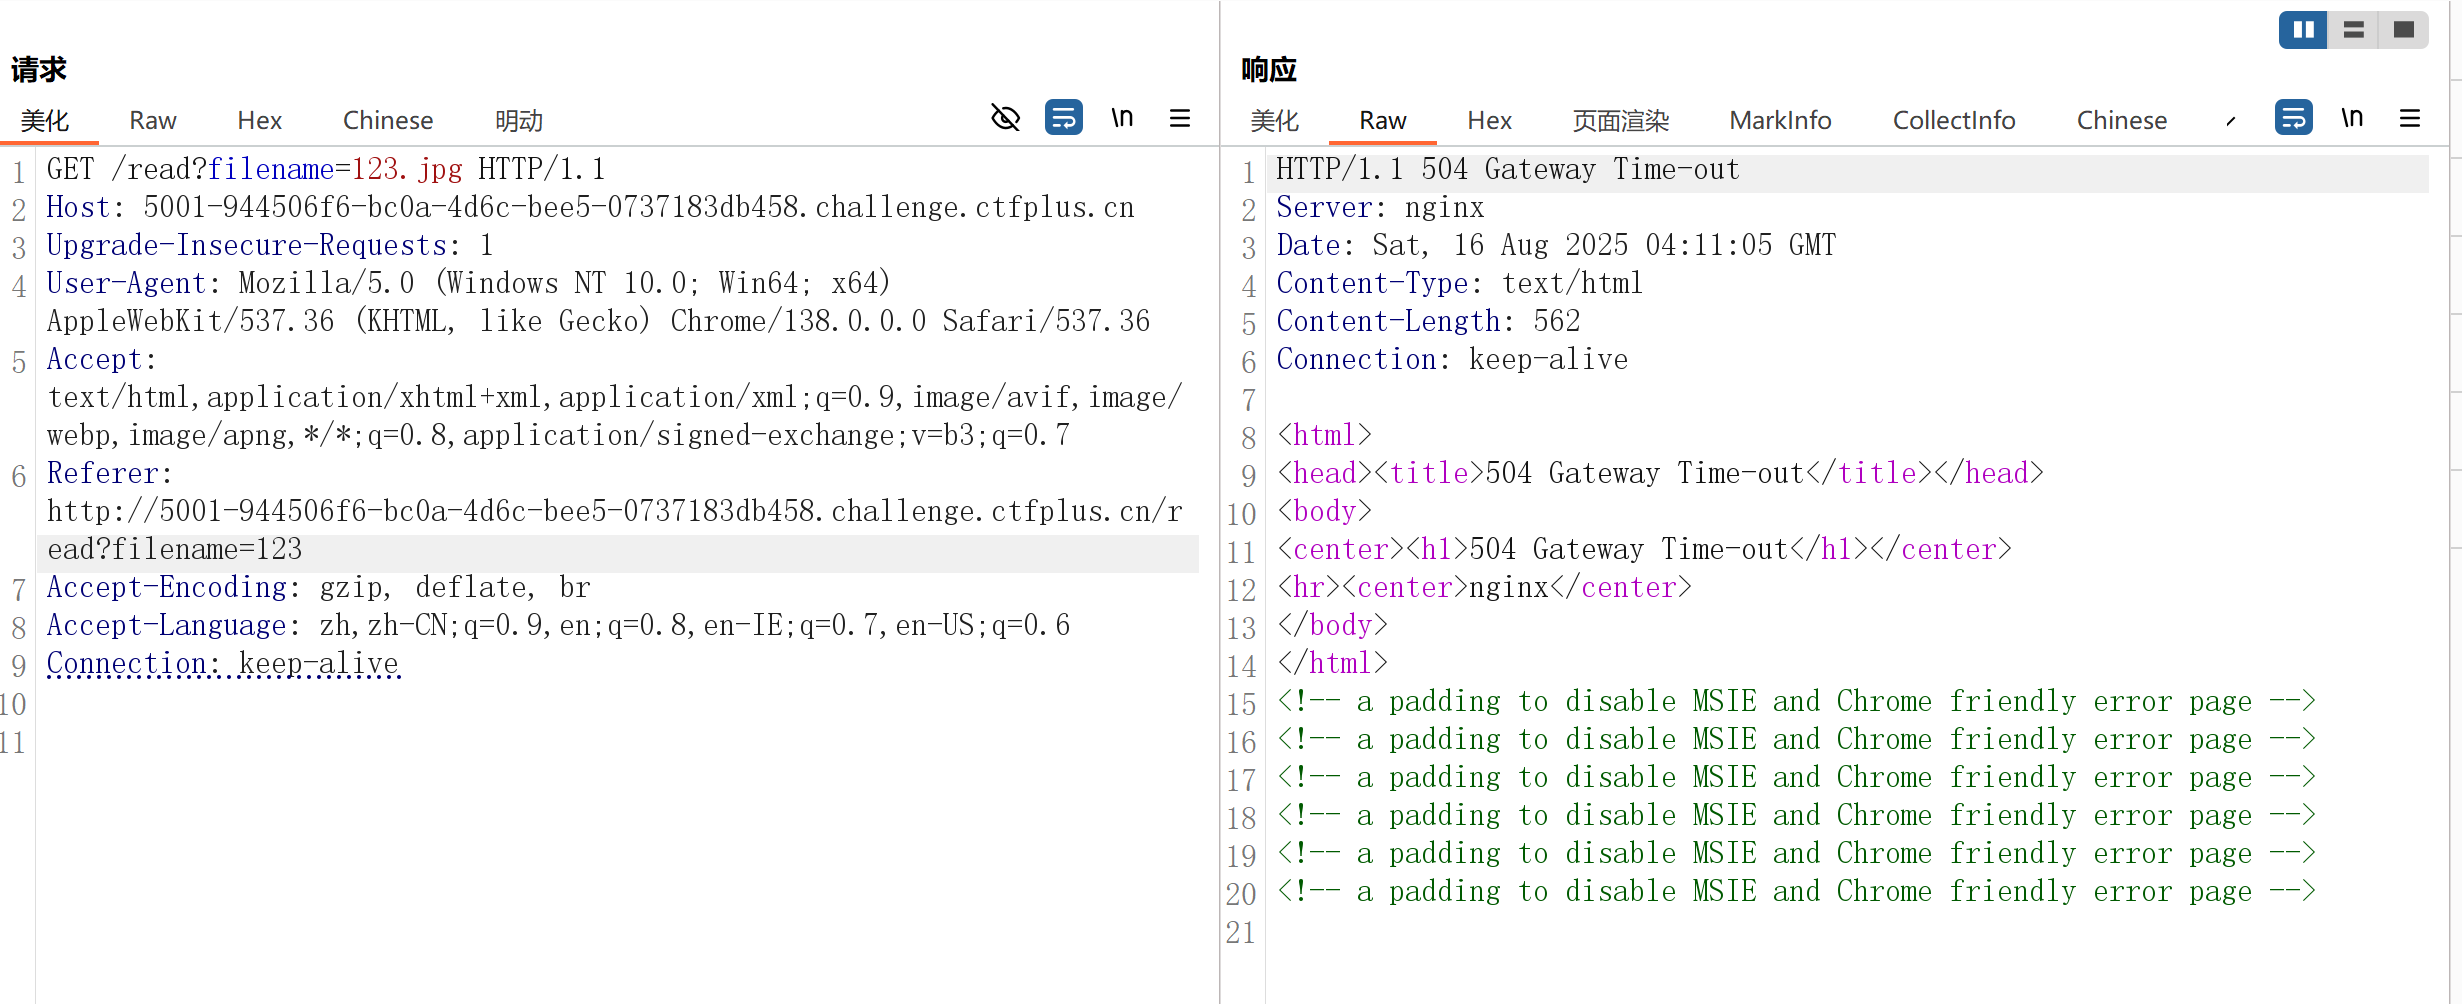 请求
美化 Raw Hex Chinese 明动 \n
1 GET /read?filename=123.jpg HTTP/1.1
2 Host: 5001-944506f6-bc0a-4d6c-bee5-0737183db458.challenge.ctfplus.cn
3 Upgrade-Insecure-Requests: 1
4 User-Agent: Mozilla/5.0 (Windows NT 10.0; Win64; x64)
AppleWebKit/537.36 (KHTML, like Gecko) Chrome/138.0.0.0 Safari/537.36
5 Accept:
text/html,application/xhtml+xml,application/xml;q=0.9,image/avif,image/
webp,image/apng,*/*;q=0.8,application/signed-exchange;v=b3;q=0.7
6 Referer:
http://5001-944506f6-bc0a-4d6c-bee5-0737183db458.challenge.ctfplus.cn/r
ead?filename=123
7 Accept-Encoding: gzip, deflate, br
8 Accept-Language: zh,zh-CN;q=0.9,en;q=0.8,en-IE;q=0.7,en-US;q=0.6
9 Connection: keep-alive
10
11
响应
美化 Raw Hex 页面渲染 MarkInfo CollectInfo Chinese \n
1 HTTP/1.1 504 Gateway Time-out
2 Server: nginx
3 Date: Sat, 16 Aug 2025 04:11:05 GMT
4 Content-Type: text/html
5 Content-Length: 562
6 Connection: keep-alive
7
8 <html>
9 <head><title>504 Gateway Time-out</title></head>
10 <body>
11 <center><h1>504 Gateway Time-out</h1></center>
12 <hr><center>nginx</center>
13 </body>
14 </html>
15 <!-- a padding to disable MSIE and Chrome friendly error page -->
16 <!-- a padding to disable MSIE and Chrome friendly error page -->
17 <!-- a padding to disable MSIE and Chrome friendly error page -->
18 <!-- a padding to disable MSIE and Chrome friendly error page -->
19 <!-- a padding to disable MSIE and Chrome friendly error page -->
20 <!-- a padding to disable MSIE and Chrome friendly error page -->
21